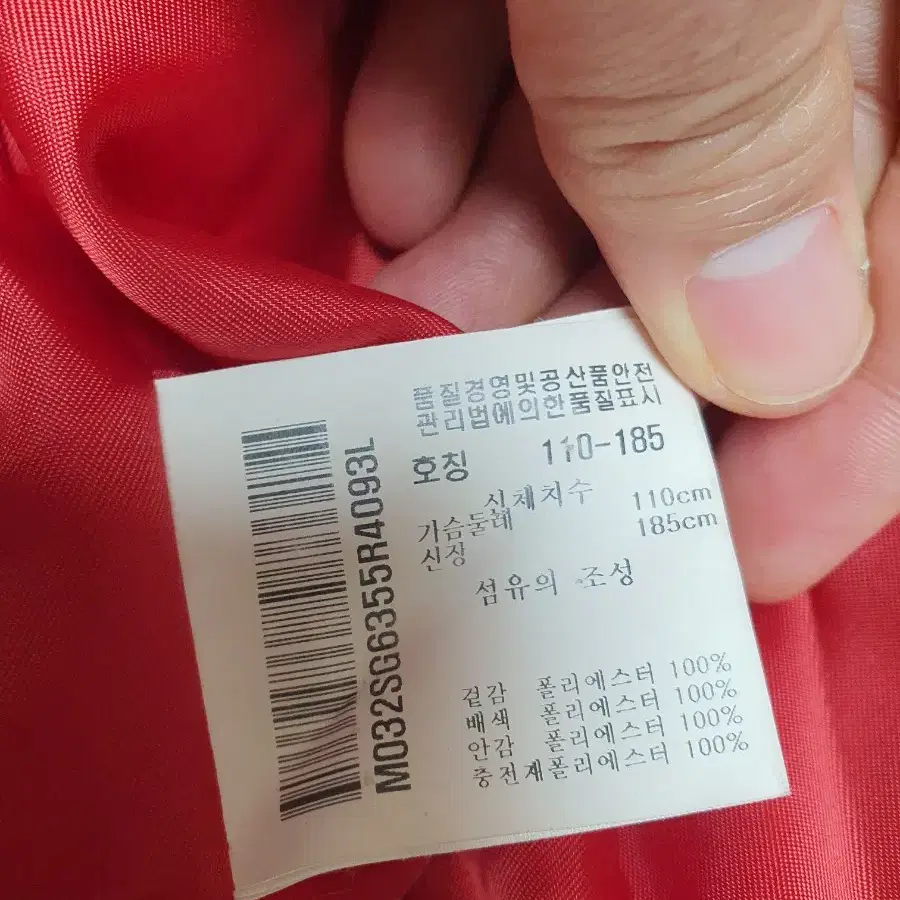 품질경영및공산품안전
관리법에의한품질표시
호칭 110-185
신체치수
가슴둘레 110cm
신장 185cm
섬유의 조성
겉감 폴리에스터 100%
배색 폴리에스터 100%
안감 폴리에스터 100%
충전재폴리에스터 100%
M032SG6355R4093L